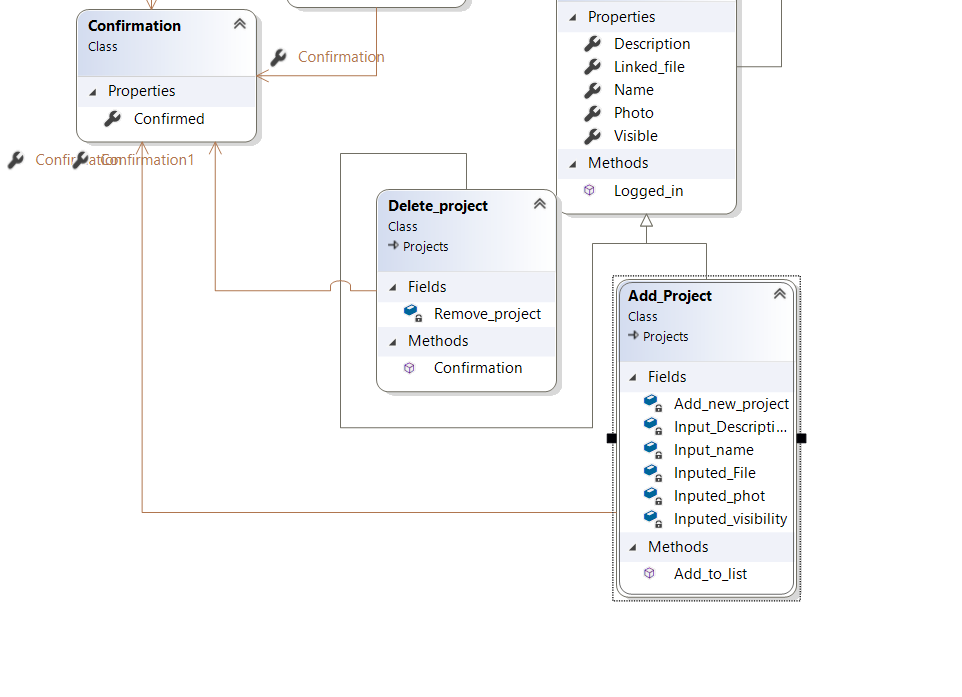 Confirmation
Class
Properties
Confirmed
Confirmation
Properties
Description
Linked_file
Name
Photo
Visible
Methods
Logged_in
Confirmation
Confirmation1
Delete_project
Class
Projects
Fields
Remove_project
Methods
Confirmation
Add_Project
Class
Projects
Fields
Add_new_project
Input_Descripti...
Input_name
Inputed_File
Inputed_phot
Inputed_visibility
Methods
Add_to_list